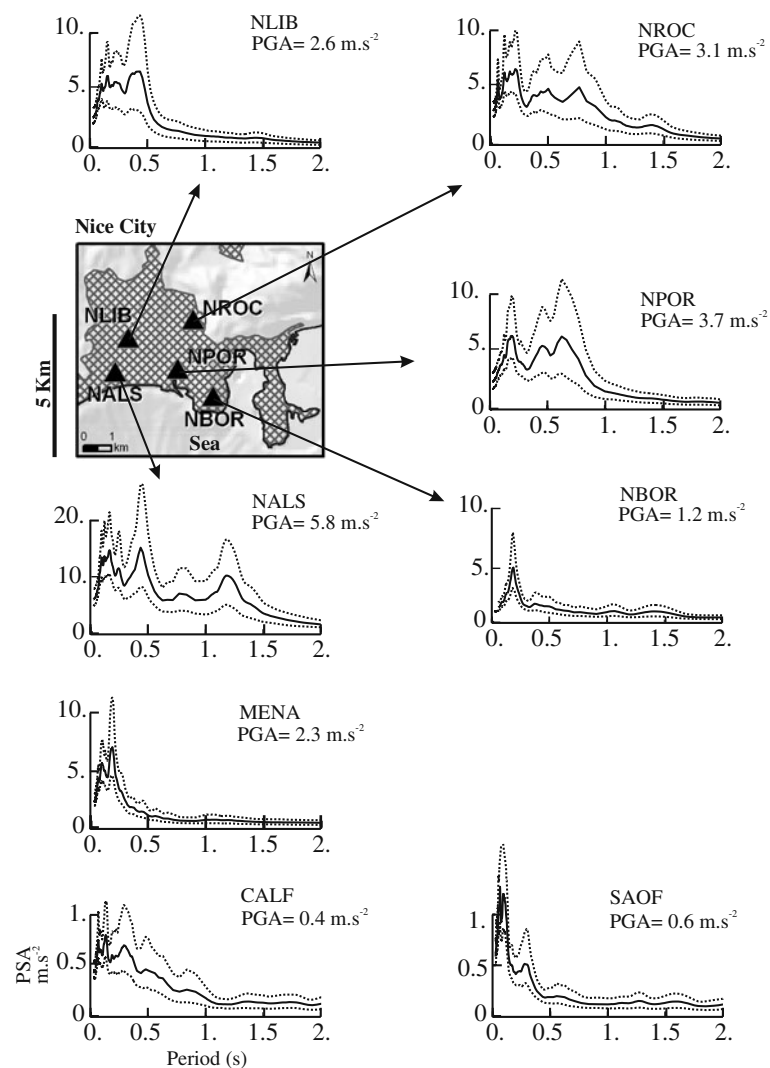 NLIB
PGA= 2.6 m.s-2
10.
5.
0
0. 0.5 1. 1.5 2.
NROC
PGA= 3.1 m.s-2
10.
5.
0
0. 0.5 1. 1.5 2.
Nice City
N
NLIB
NROC
NPOR
NALS
NBOR
Sea
0 1
km
5 Km
NPOR
PGA= 3.7 m.s-2
10.
5.
0
0. 0.5 1. 1.5 2.
NALS
PGA= 5.8 m.s-2
20.
10.
0
0. 0.5 1. 1.5 2.
NBOR
PGA= 1.2 m.s-2
10.
5.
0
0. 0.5 1. 1.5 2.
MENA
PGA= 2.3 m.s-2
10.
5.
0
0. 0.5 1. 1.5 2.
CALF
PGA= 0.4 m.s-2
1.
0.5
0
0. 0.5 1. 1.5 2.
PSA
m.s-2
Period (s)
SAOF
PGA= 0.6 m.s-2
1.
0.5
0
0. 0.5 1. 1.5 2.